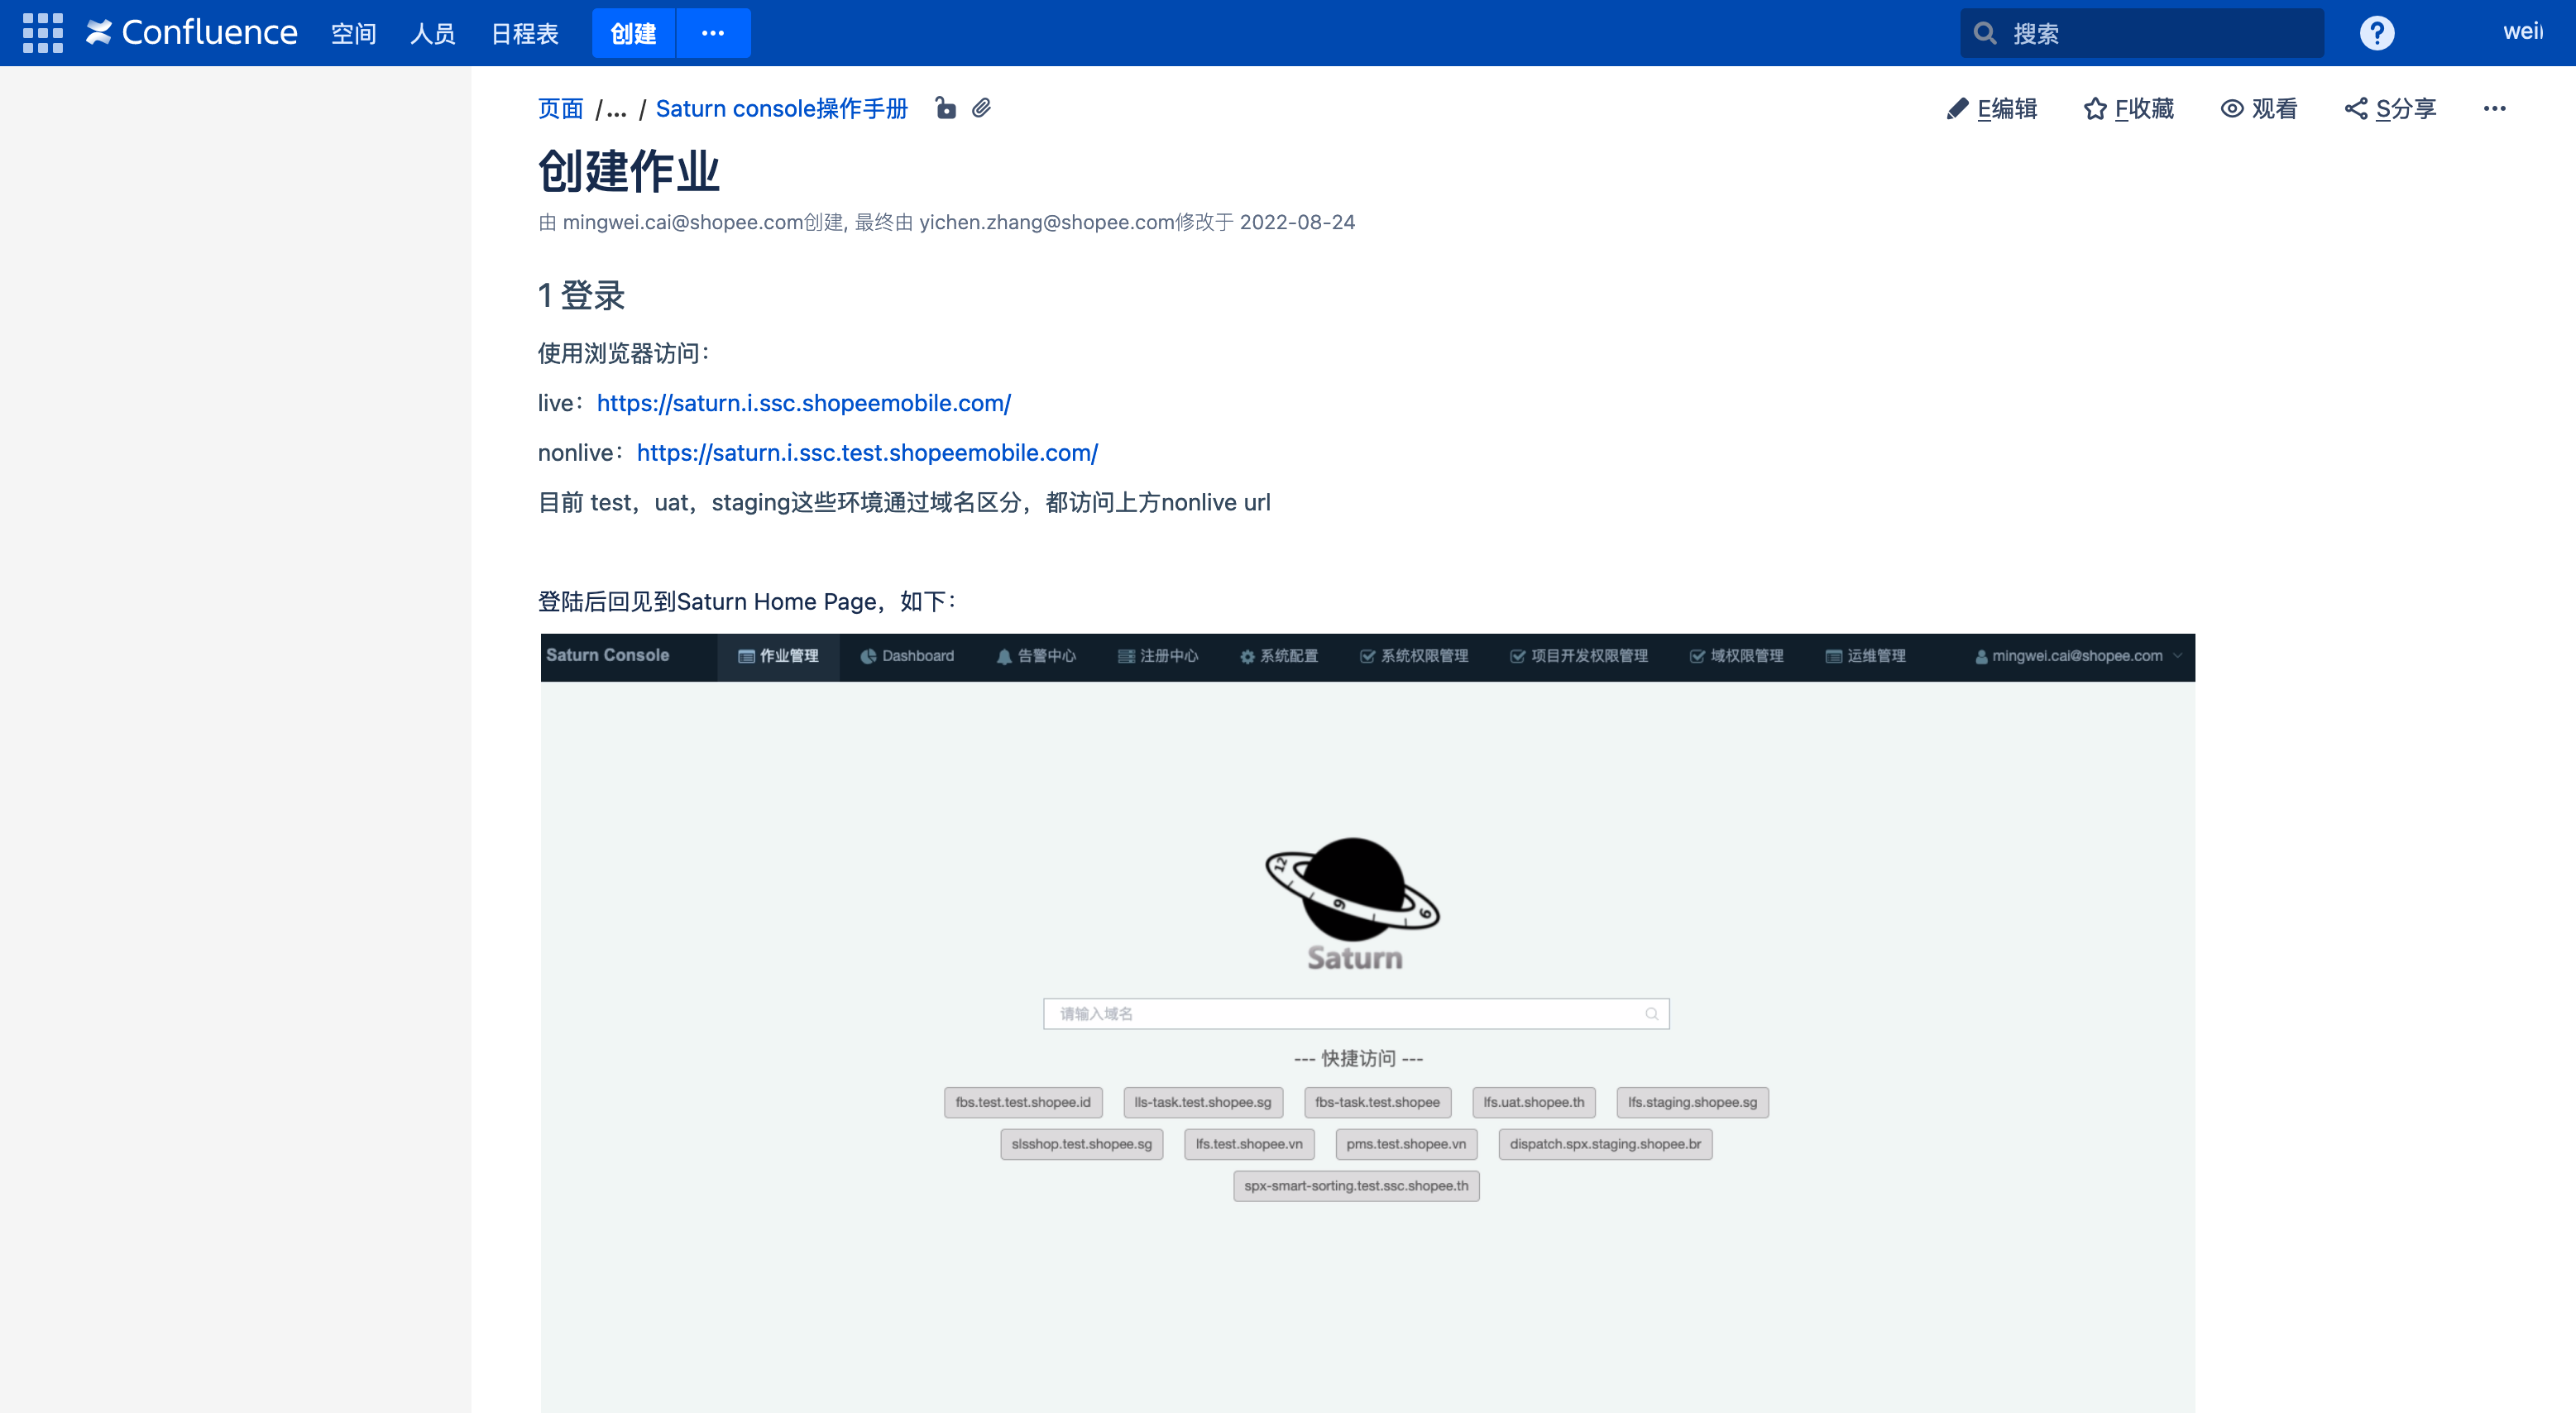 Confluence 空间 人员 日程表 创建 ··· 搜索 ?
页面 /... / Saturn console操作手册 E编辑 F收藏 观看 S分享 ···
创建作业
由 mingwei.cai@shopee.com创建, 最终由 yichen.zhang@shopee.com修改于 2022-08-24
1 登录
使用浏览器访问：
live：https://saturn.i.ssc.shopeemobile.com/
nonlive：https://saturn.i.ssc.test.shopeemobile.com/
目前 test，uat，staging这些环境通过域名区分，都访问上方nonlive url
登陆后回见到Saturn Home Page，如下：
Saturn Console 作业管理 Dashboard 告警中心 注册中心 系统配置 系统权限管理 项目开发权限管理 域权限管理 运维管理 mingwei.cai@shopee.com
12 9 6
Saturn
请输入域名
--- 快捷访问 ---
fbs.test.test.shopee.id lls-task.test.shopee.sg fbs-task.test.shopee lfs.uat.shopee.th lfs.staging.shopee.sg
slsshop.test.shopee.sg lfs.test.shopee.vn pms.test.shopee.vn dispatch.spx.staging.shopee.br
spx-smart-sorting.test.ssc.shopee.th